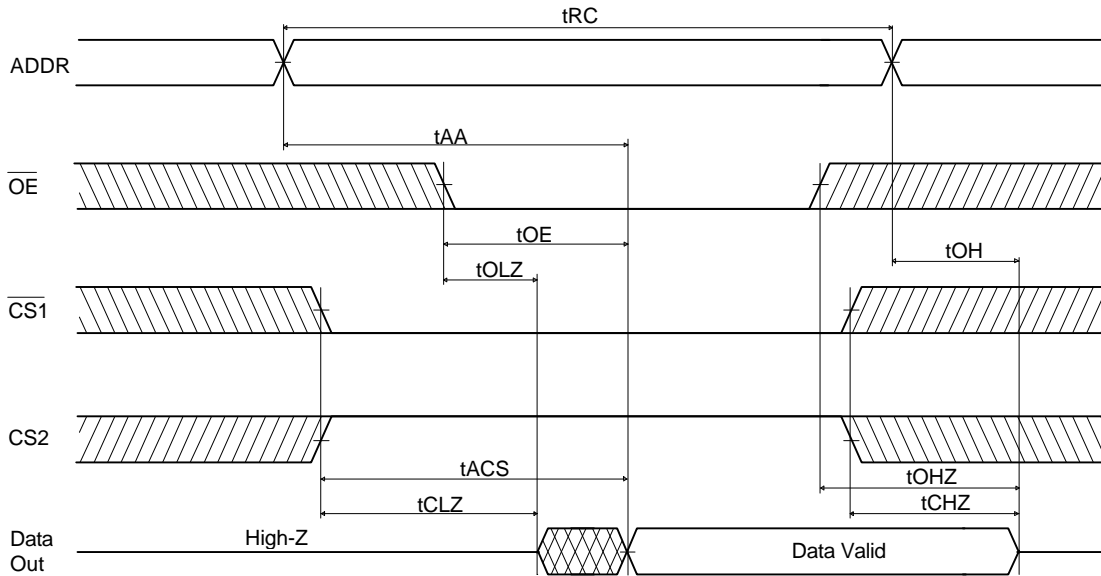 tRC
ADDR
tAA
OE
tOE
tOH
tOLZ
CS1
CS2
tACS
tOHZ
tCLZ
tCHZ
Data
Out
High-Z
Data Valid